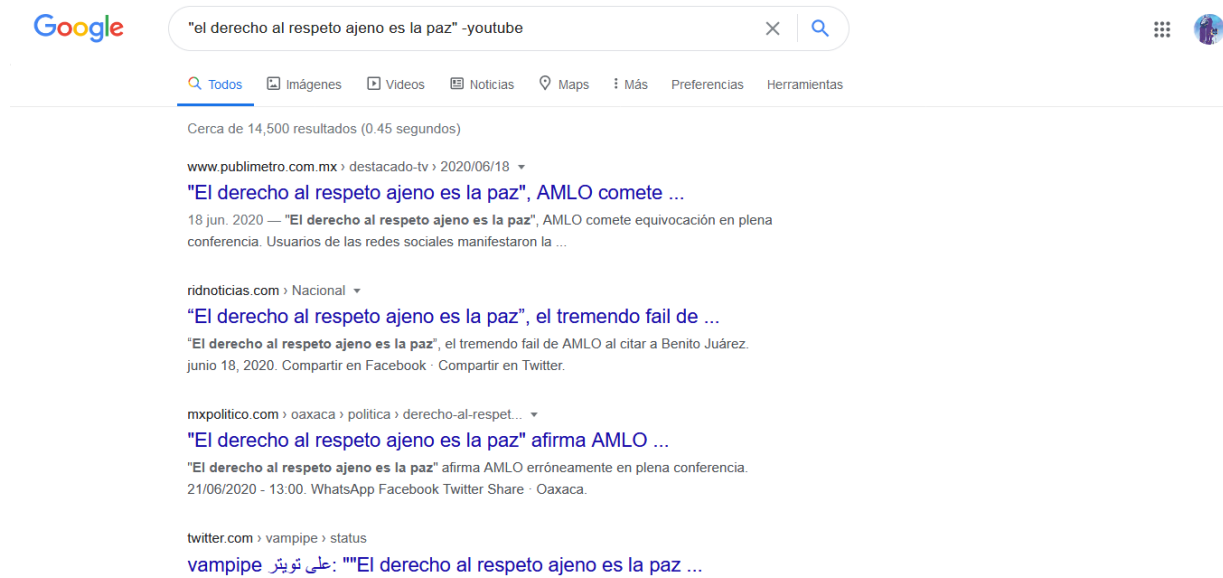 Google
"el derecho al respeto ajeno es la paz" -youtube
Todos Imágenes Videos Noticias Maps Más Preferencias Herramientas
Cerca de 14,500 resultados (0.45 segundos)
www.publimetro.com.mx › destacado-tv › 2020/06/18
"El derecho al respeto ajeno es la paz", AMLO comete ...
18 jun. 2020 — "El derecho al respeto ajeno es la paz", AMLO comete equivocación en plena
conferencia. Usuarios de las redes sociales manifestaron la ...
ridnoticias.com › Nacional
“El derecho al respeto ajeno es la paz”, el tremendo fail de ...
“El derecho al respeto ajeno es la paz”, el tremendo fail de AMLO al citar a Benito Juárez.
junio 18, 2020. Compartir en Facebook · Compartir en Twitter.
mxpolitico.com › oaxaca › politica › derecho-al-respet...
"El derecho al respeto ajeno es la paz" afirma AMLO ...
"El derecho al respeto ajeno es la paz" afirma AMLO erróneamente en plena conferencia.
21/06/2020 - 13:00. WhatsApp Facebook Twitter Share · Oaxaca.
twitter.com › vampipe › status
vampipe على تويتر: ""El derecho al respeto ajeno es la paz ...